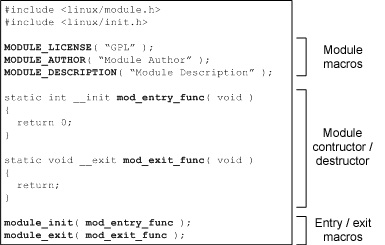 #include <linux/module.h>
#include <linux/init.h>
MODULE_LICENSE( “GPL” );
MODULE_AUTHOR( “Module Author” );
MODULE_DESCRIPTION( “Module Description” );
Module
macros
static int __init mod_entry_func( void )
{
return 0;
}
static void __exit mod_exit_func( void )
{
return;
}
Module
contructor /
destructor
module_init( mod_entry_func );
module_exit( mod_exit_func );
Entry / exit
macros